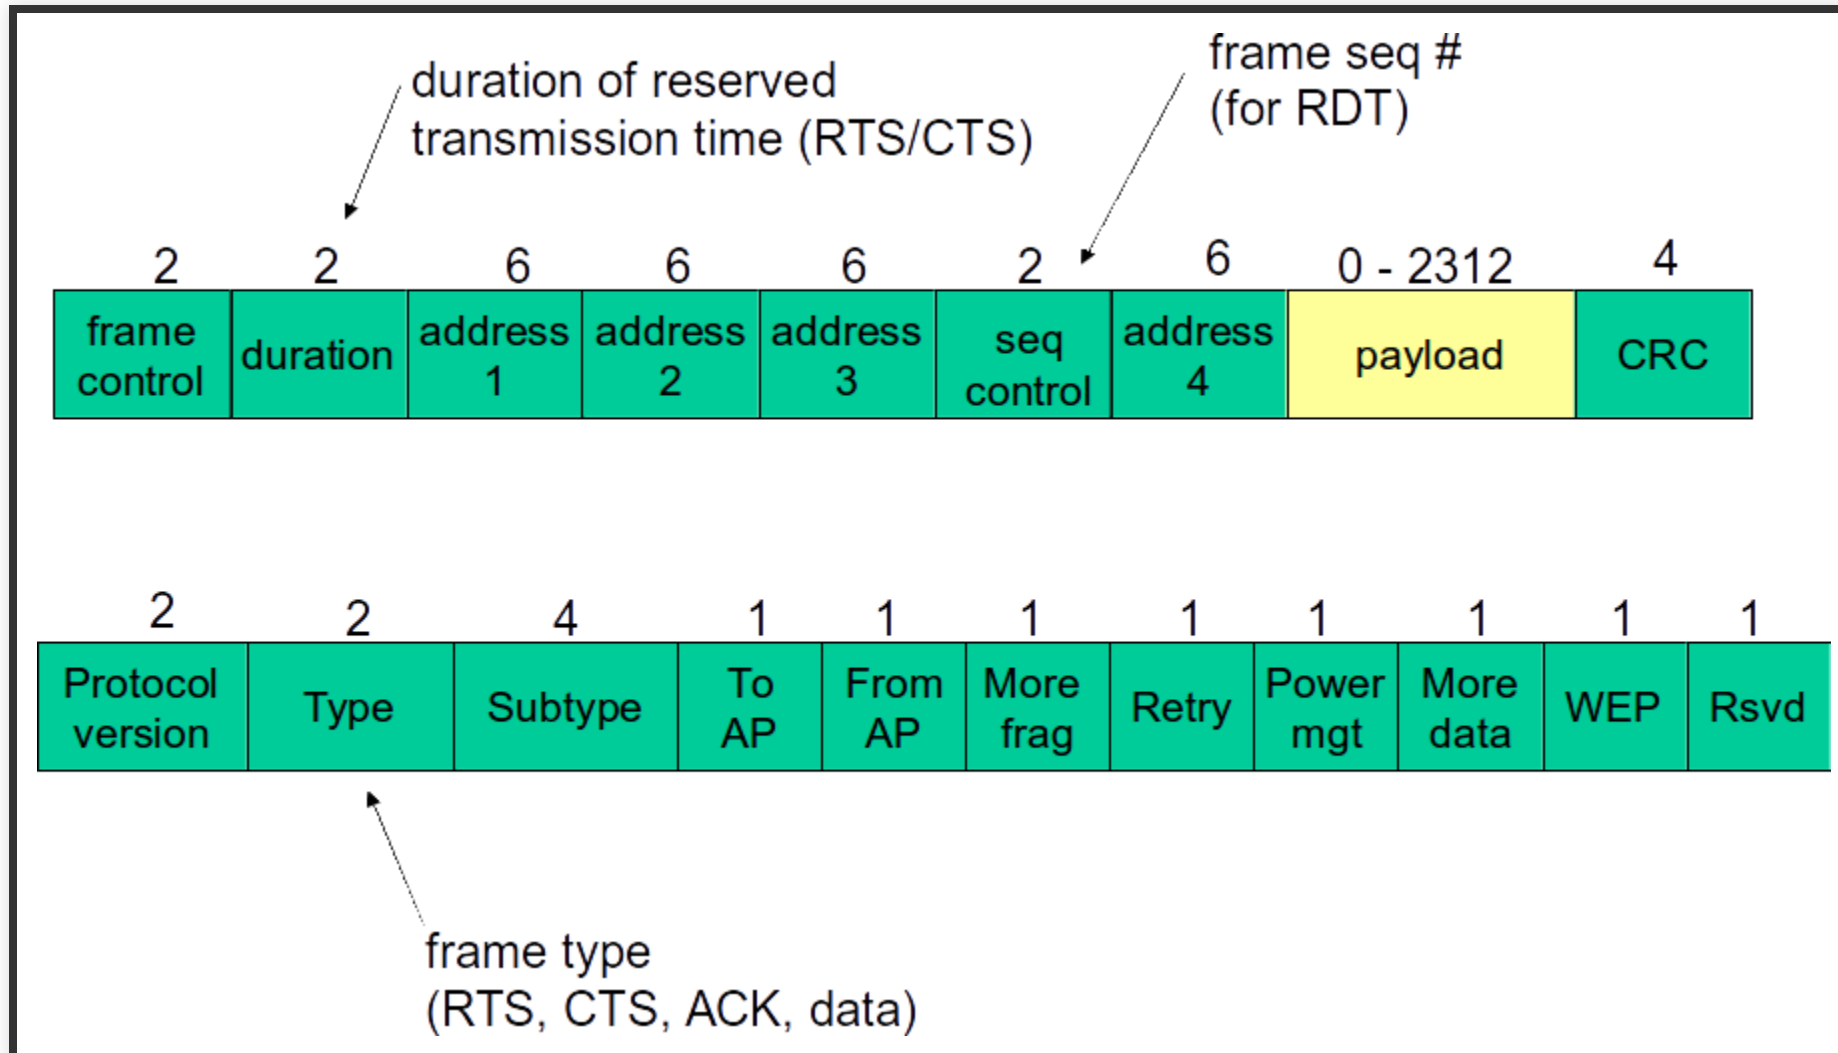 duration of reserved
transmission time (RTS/CTS)
frame seq #
(for RDT)
2 2 6 6 6 2 6 0 - 2312 4
frame
control
duration
address
1
address
2
address
3
seq
control
address
4
payload
CRC
2 2 4 1 1 1 1 1 1 1 1
Protocol
version
Type
Subtype
To
AP
From
AP
More
frag
Retry
Power
mgt
More
data
WEP
Rsvd
frame type
(RTS, CTS, ACK, data)